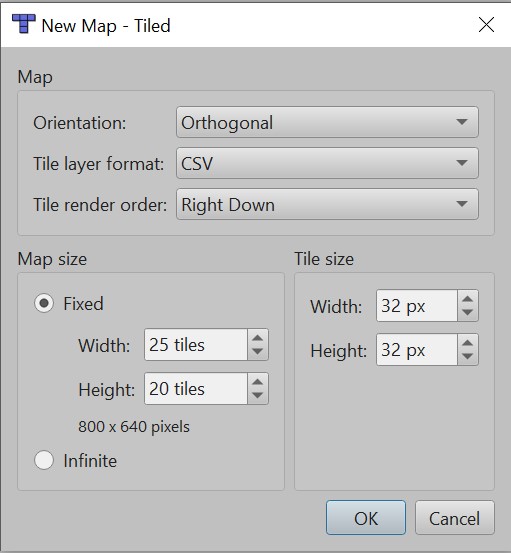 New Map - Tiled
Map
Orientation: Orthogonal
Tile layer format: CSV
Tile render order: Right Down
Map size
Fixed
Width: 25 tiles
Height: 20 tiles
800 x 640 pixels
Infinite
Tile size
Width: 32 px
Height: 32 px
OK Cancel